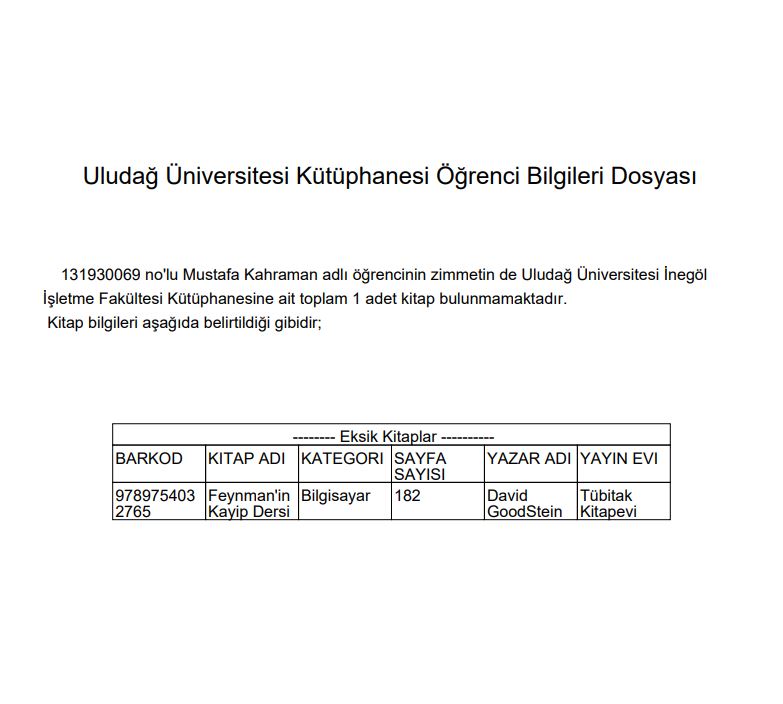 Uludağ Üniversitesi Kütüphanesi Öğrenci Bilgileri Dosyası
131930069 no'lu Mustafa Kahraman adlı öğrencinin zimmetin de Uludağ Üniversitesi İnegöl
İşletme Fakültesi Kütüphanesine ait toplam 1 adet kitap bulunmamaktadır.
Kitap bilgileri aşağıda belirtildiği gibidir;
-------- Eksik Kitaplar ----------
BARKOD KITAP ADI KATEGORI SAYFA YAZAR ADI YAYIN EVI
SAYISI
978975403 Feynman'in Bilgisayar 182 David Tübitak
2765 Kayip Dersi GoodStein Kitapevi